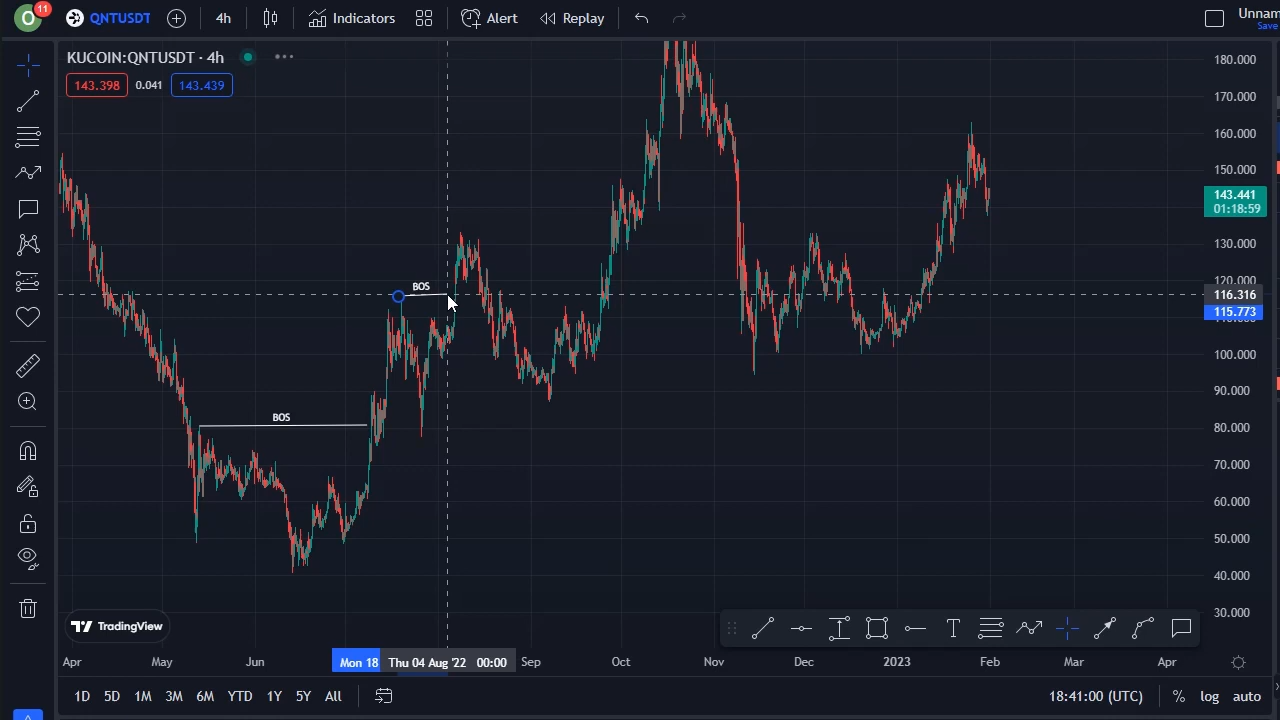 O 11 QNTUSDT 4h Indicators Alert Replay Unnam
Save
KUCOIN:QNTUSDT · 4h
143.398 0.041 143.439
180.000
170.000
160.000
150.000
143.441
01:18:59
130.000
120.000
BOS
116.316
115.773
100.000
90.000
BOS
80.000
70.000
60.000
50.000
40.000
30.000
TradingView
T
Apr May Jun Mon 18 Thu 04 Aug '22 00:00 Sep Oct Nov Dec 2023 Feb Mar Apr
1D 5D 1M 3M 6M YTD 1Y 5Y All 18:41:00 (UTC) % log auto